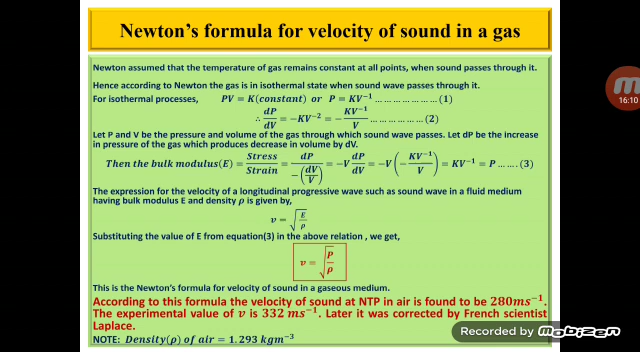 Newton's formula for velocity of sound in a gas
Newton assumed that the temperature of gas remains constant at all points, when sound passes through it.
Hence according to Newton the gas is in isothermal state when sound wave passes through it.
For isothermal processes, PV = K(constant) or P = KV⁻¹ ... ... ... ... ... ... (1)
∴ dP/dV = −KV⁻² = − KV⁻¹/V ... ... ... ... ... (2)
Let P and V be the pressure and volume of the gas through which sound wave passes. Let dP be the increase
in pressure of the gas which produces decrease in volume by dV.
Then the bulk modulus(E) = Stress/Strain = dP/−(dV/V) = −V dP/dV = −V(− KV⁻¹/V) = KV⁻¹ = P ... ... . (3)
The expression for the velocity of a longitudinal progressive wave such as sound wave in a fluid medium
having bulk modulus E and density ρ is given by,
v = √(E/ρ)
Substituting the value of E from equation(3) in the above relation , we get,
v = √(P/ρ)
This is the Newton's formula for velocity of sound in a gaseous medium.
According to this formula the velocity of sound at NTP in air is found to be 280ms⁻¹.
The experimental value of v is 332 ms⁻¹. Later it was corrected by French scientist
Laplace.
NOTE: Density(ρ) of air = 1.293 kgm⁻³
16:10
Recorded by Mobizen